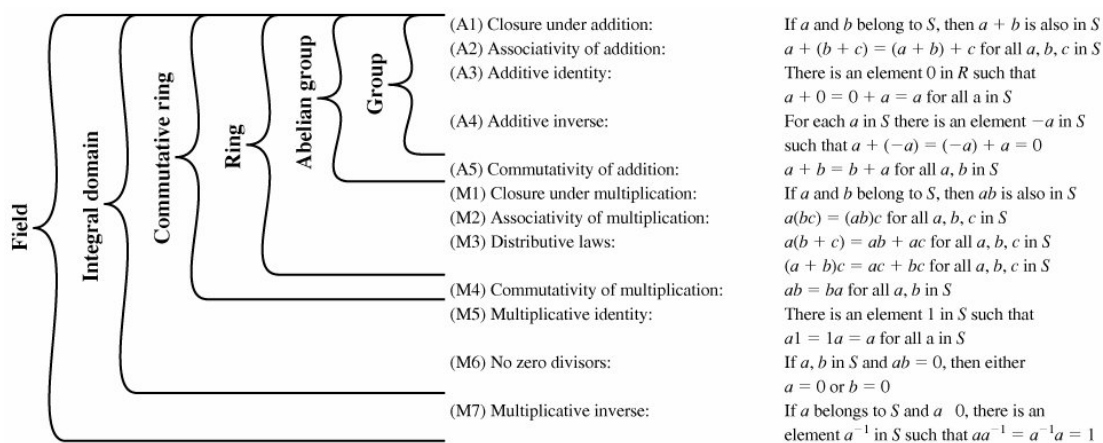 (A1) Closure under addition: If a and b belong to S, then a + b is also in S
(A2) Associativity of addition: a + (b + c) = (a + b) + c for all a, b, c in S
(A3) Additive identity: There is an element 0 in R such that
a + 0 = 0 + a = a for all a in S
(A4) Additive inverse: For each a in S there is an element −a in S
such that a + (−a) = (−a) + a = 0
(A5) Commutativity of addition: a + b = b + a for all a, b in S
(M1) Closure under multiplication: If a and b belong to S, then ab is also in S
(M2) Associativity of multiplication: a(bc) = (ab)c for all a, b, c in S
(M3) Distributive laws: a(b + c) = ab + ac for all a, b, c in S
(a + b)c = ac + bc for all a, b, c in S
(M4) Commutativity of multiplication: ab = ba for all a, b in S
(M5) Multiplicative identity: There is an element 1 in S such that
a1 = 1a = a for all a in S
(M6) No zero divisors: If a, b in S and ab = 0, then either
a = 0 or b = 0
(M7) Multiplicative inverse: If a belongs to S and a 0, there is an
element a⁻¹ in S such that aa⁻¹ = a⁻¹a = 1
Field
Integral domain
Commutative ring
Ring
Abelian group
Group